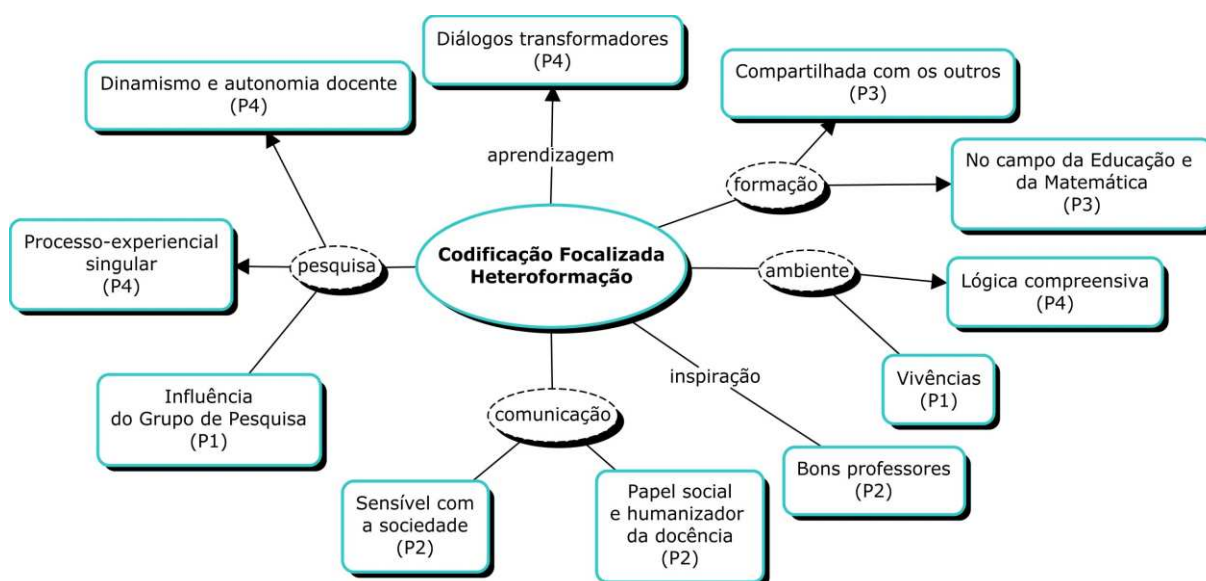 Diálogos transformadores
(P4)
Dinamismo e autonomia docente
(P4)
Compartilhada com os outros
(P3)
aprendizagem
formação
No campo da Educação e
da Matemática
(P3)
Processo-experiencial
singular
(P4)
pesquisa
Codificação Focalizada
Heteroformação
ambiente
Lógica compreensiva
(P4)
Influência
do Grupo de Pesquisa
(P1)
comunicação
inspiração
Vivências
(P1)
Sensível com
a sociedade
(P2)
Papel social
e humanizador
da docência
(P2)
Bons professores
(P2)